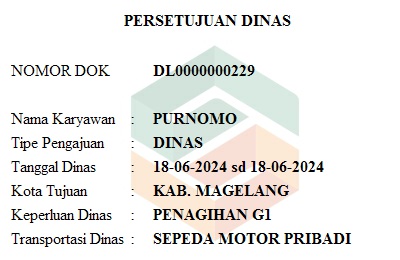 PERSETUJUAN DINAS
NOMOR DOK DL0000000229
Nama Karyawan : PURNOMO
Tipe Pengajuan : DINAS
Tanggal Dinas : 18-06-2024 sd 18-06-2024
Kota Tujuan : KAB. MAGELANG
Keperluan Dinas : PENAGIHAN G1
Transportasi Dinas : SEPEDA MOTOR PRIBADI